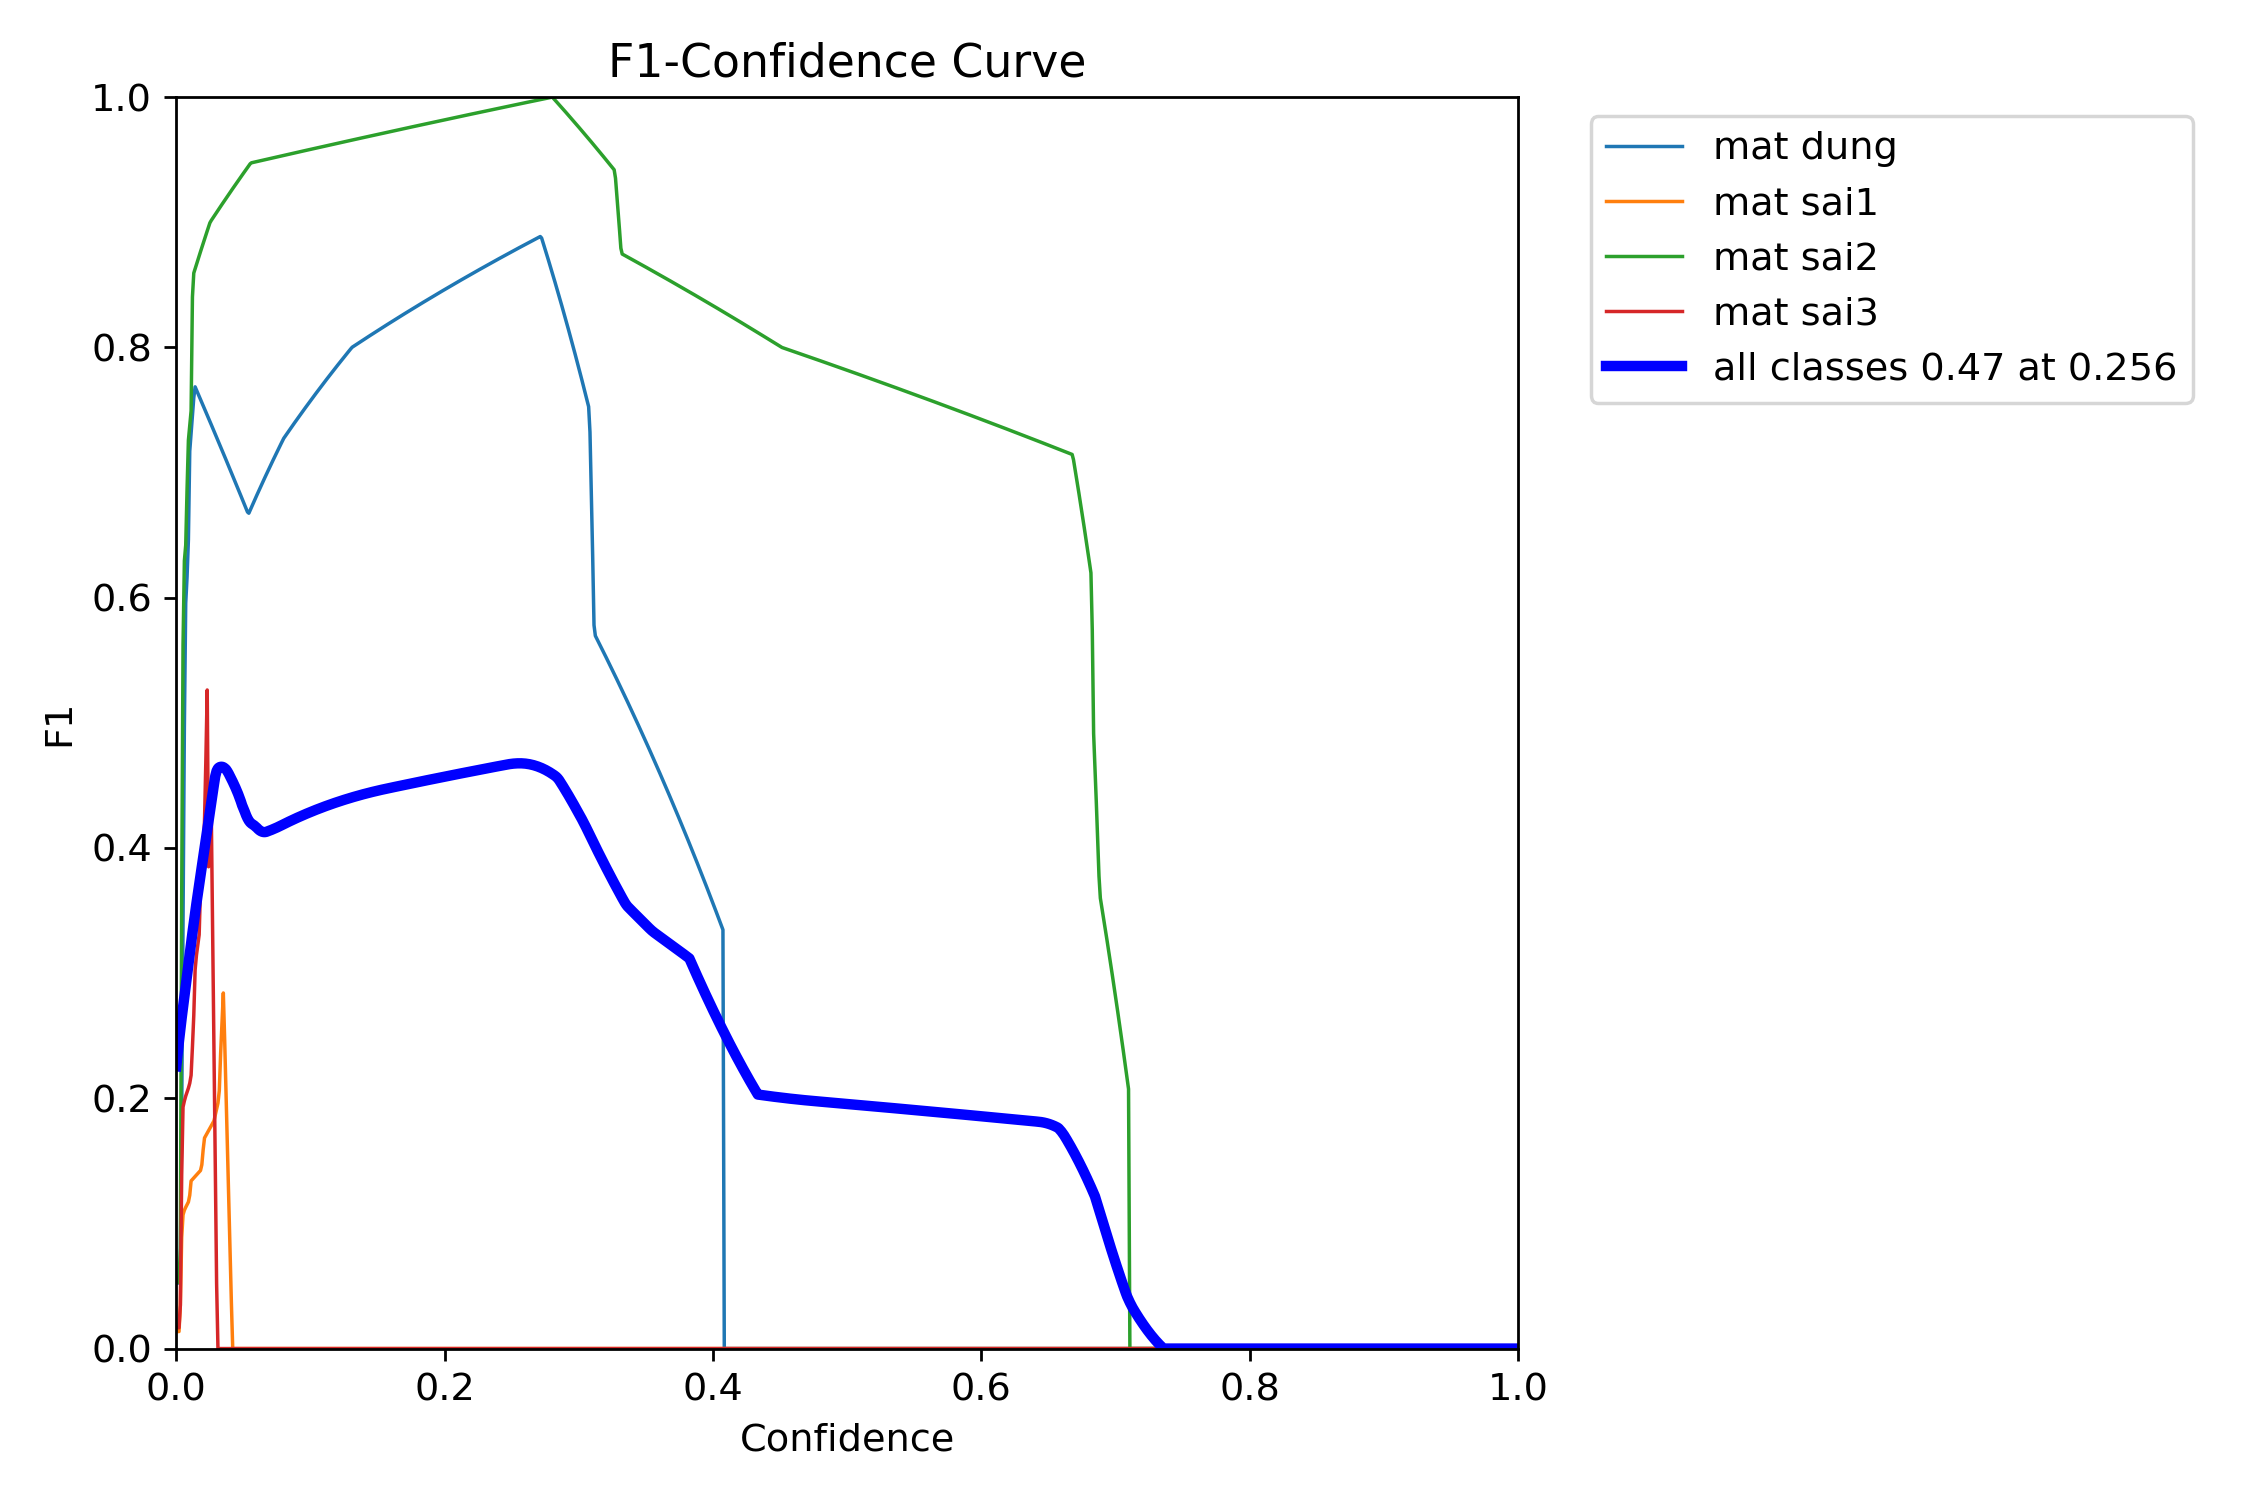 F1-Confidence Curve
1.0
0.8
0.6
0.4
0.2
0.0
F1
0.0 0.2 0.4 0.6 0.8 1.0
Confidence
mat dung
mat sai1
mat sai2
mat sai3
all classes 0.47 at 0.256